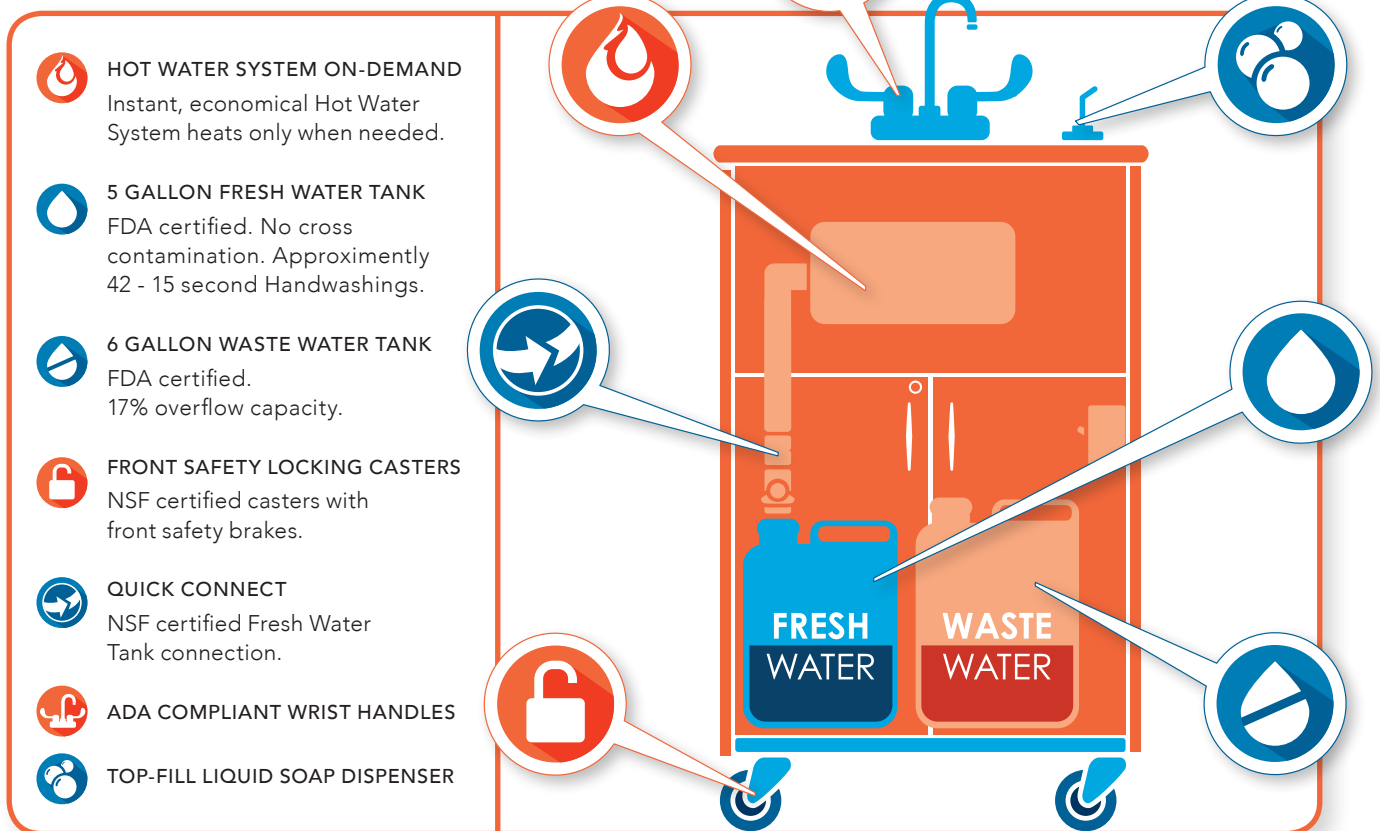 HOT WATER SYSTEM ON-DEMAND
Instant, economical Hot Water
System heats only when needed.
5 GALLON FRESH WATER TANK
FDA certified. No cross
contamination. Approximently
42 - 15 second Handwashings.
6 GALLON WASTE WATER TANK
FDA certified.
17% overflow capacity.
FRONT SAFETY LOCKING CASTERS
NSF certified casters with
front safety brakes.
QUICK CONNECT
NSF certified Fresh Water
Tank connection.
ADA COMPLIANT WRIST HANDLES
TOP-FILL LIQUID SOAP DISPENSER
FRESH
WATER
WASTE
WATER